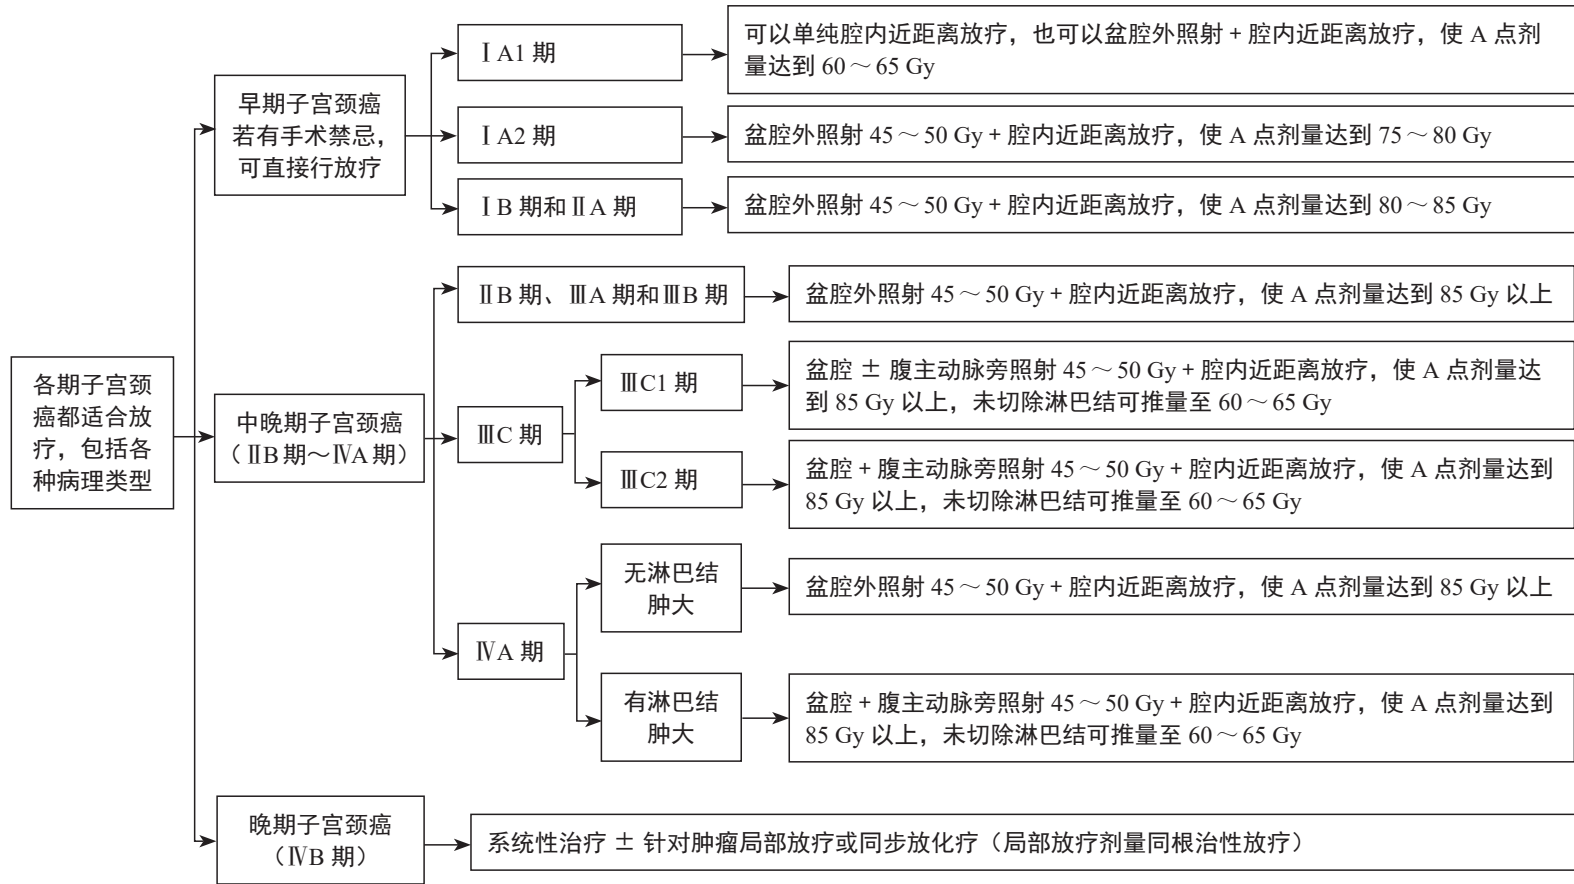 各期子宫颈
癌都适合放
疗，包括各
种病理类型
早期子宫颈癌
若有手术禁忌，
可直接行放疗
ⅠA1 期
可以单纯腔内近距离放疗，也可以盆腔外照射 + 腔内近距离放疗，使 A 点剂
量达到 60～65 Gy
ⅠA2 期
盆腔外照射 45～50 Gy + 腔内近距离放疗，使 A 点剂量达到 75～80 Gy
ⅠB 期和ⅡA 期
盆腔外照射 45～50 Gy + 腔内近距离放疗，使 A 点剂量达到 80～85 Gy
中晚期子宫颈癌
（ⅡB 期～ⅣA 期）
ⅡB 期、ⅢA 期和ⅢB 期
盆腔外照射 45～50 Gy + 腔内近距离放疗，使 A 点剂量达到 85 Gy 以上
ⅢC 期
ⅢC1 期
盆腔 ± 腹主动脉旁照射 45～50 Gy + 腔内近距离放疗，使 A 点剂量达
到 85 Gy 以上，未切除淋巴结可推量至 60～65 Gy
ⅢC2 期
盆腔 + 腹主动脉旁照射 45～50 Gy + 腔内近距离放疗，使 A 点剂量达到
85 Gy 以上，未切除淋巴结可推量至 60～65 Gy
ⅣA 期
无淋巴结
肿大
盆腔外照射 45～50 Gy + 腔内近距离放疗，使 A 点剂量达到 85 Gy 以上
有淋巴结
肿大
盆腔 + 腹主动脉旁照射 45～50 Gy + 腔内近距离放疗，使 A 点剂量达到
85 Gy 以上，未切除淋巴结可推量至 60～65 Gy
晚期子宫颈癌
（ⅣB 期）
系统性治疗 ± 针对肿瘤局部放疗或同步放化疗（局部放疗剂量同根治性放疗）